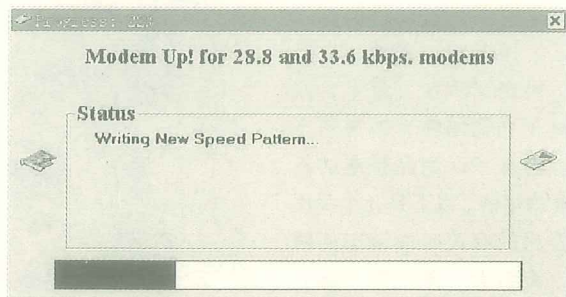 Modem Up! for 28.8 and 33.6 kbps. modems
Status
Writing New Speed Pattern...